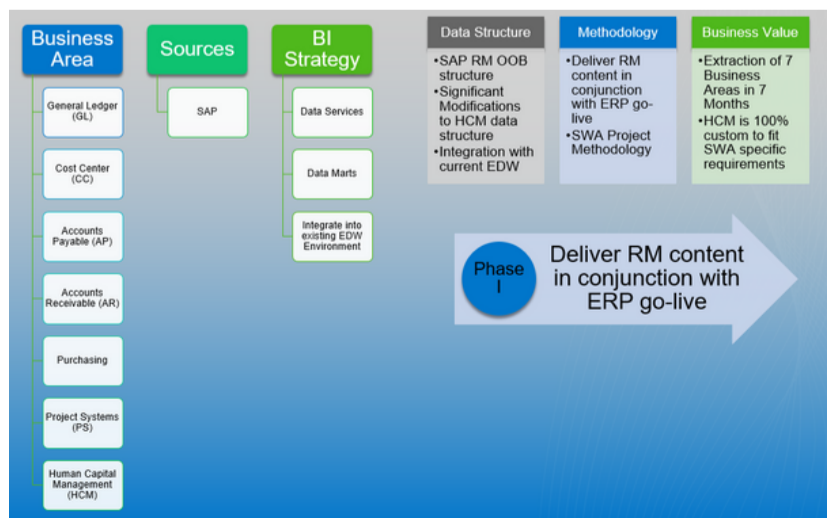 Business
Area
General Ledger
(GL)
Cost Center
(CC)
Accounts
Payable (AP)
Accounts
Receivable (AR)
Purchasing
Project Systems
(PS)
Human Capital
Management
(HCM)
Sources
SAP
BI
Strategy
Data Services
Data Marts
Integrate into
existing EDW
Environment
Data Structure
•SAP RM OOB
structure
•Significant
Modifications
to HCM data
structure
•Integration with
current EDW
Methodology
•Deliver RM
content in
conjunction
with ERP go-
live
•SWA Project
Methodology
Business Value
•Extraction of 7
Business
Areas in 7
Months
•HCM is 100%
custom to fit
SWA specific
requirements
Phase
I
Deliver RM content
in conjunction with
ERP go-live